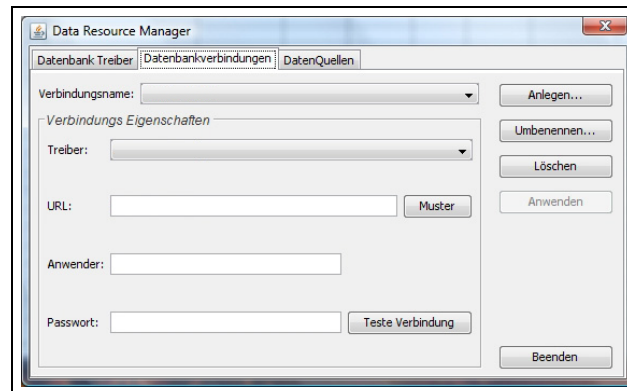 Data Resource Manager
Datenbank Treiber Datenbankverbindungen DatenQuellen
Verbindungsname: Anlegen...
Verbindungs Eigenschaften
Umbenennen...
Treiber:
Löschen
URL: Muster Anwenden
Anwender:
Passwort: Teste Verbindung
Beenden